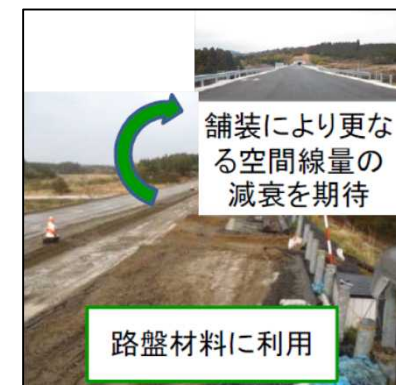 舗装により更な
る空間線量の
減衰を期待
路盤材料に利用